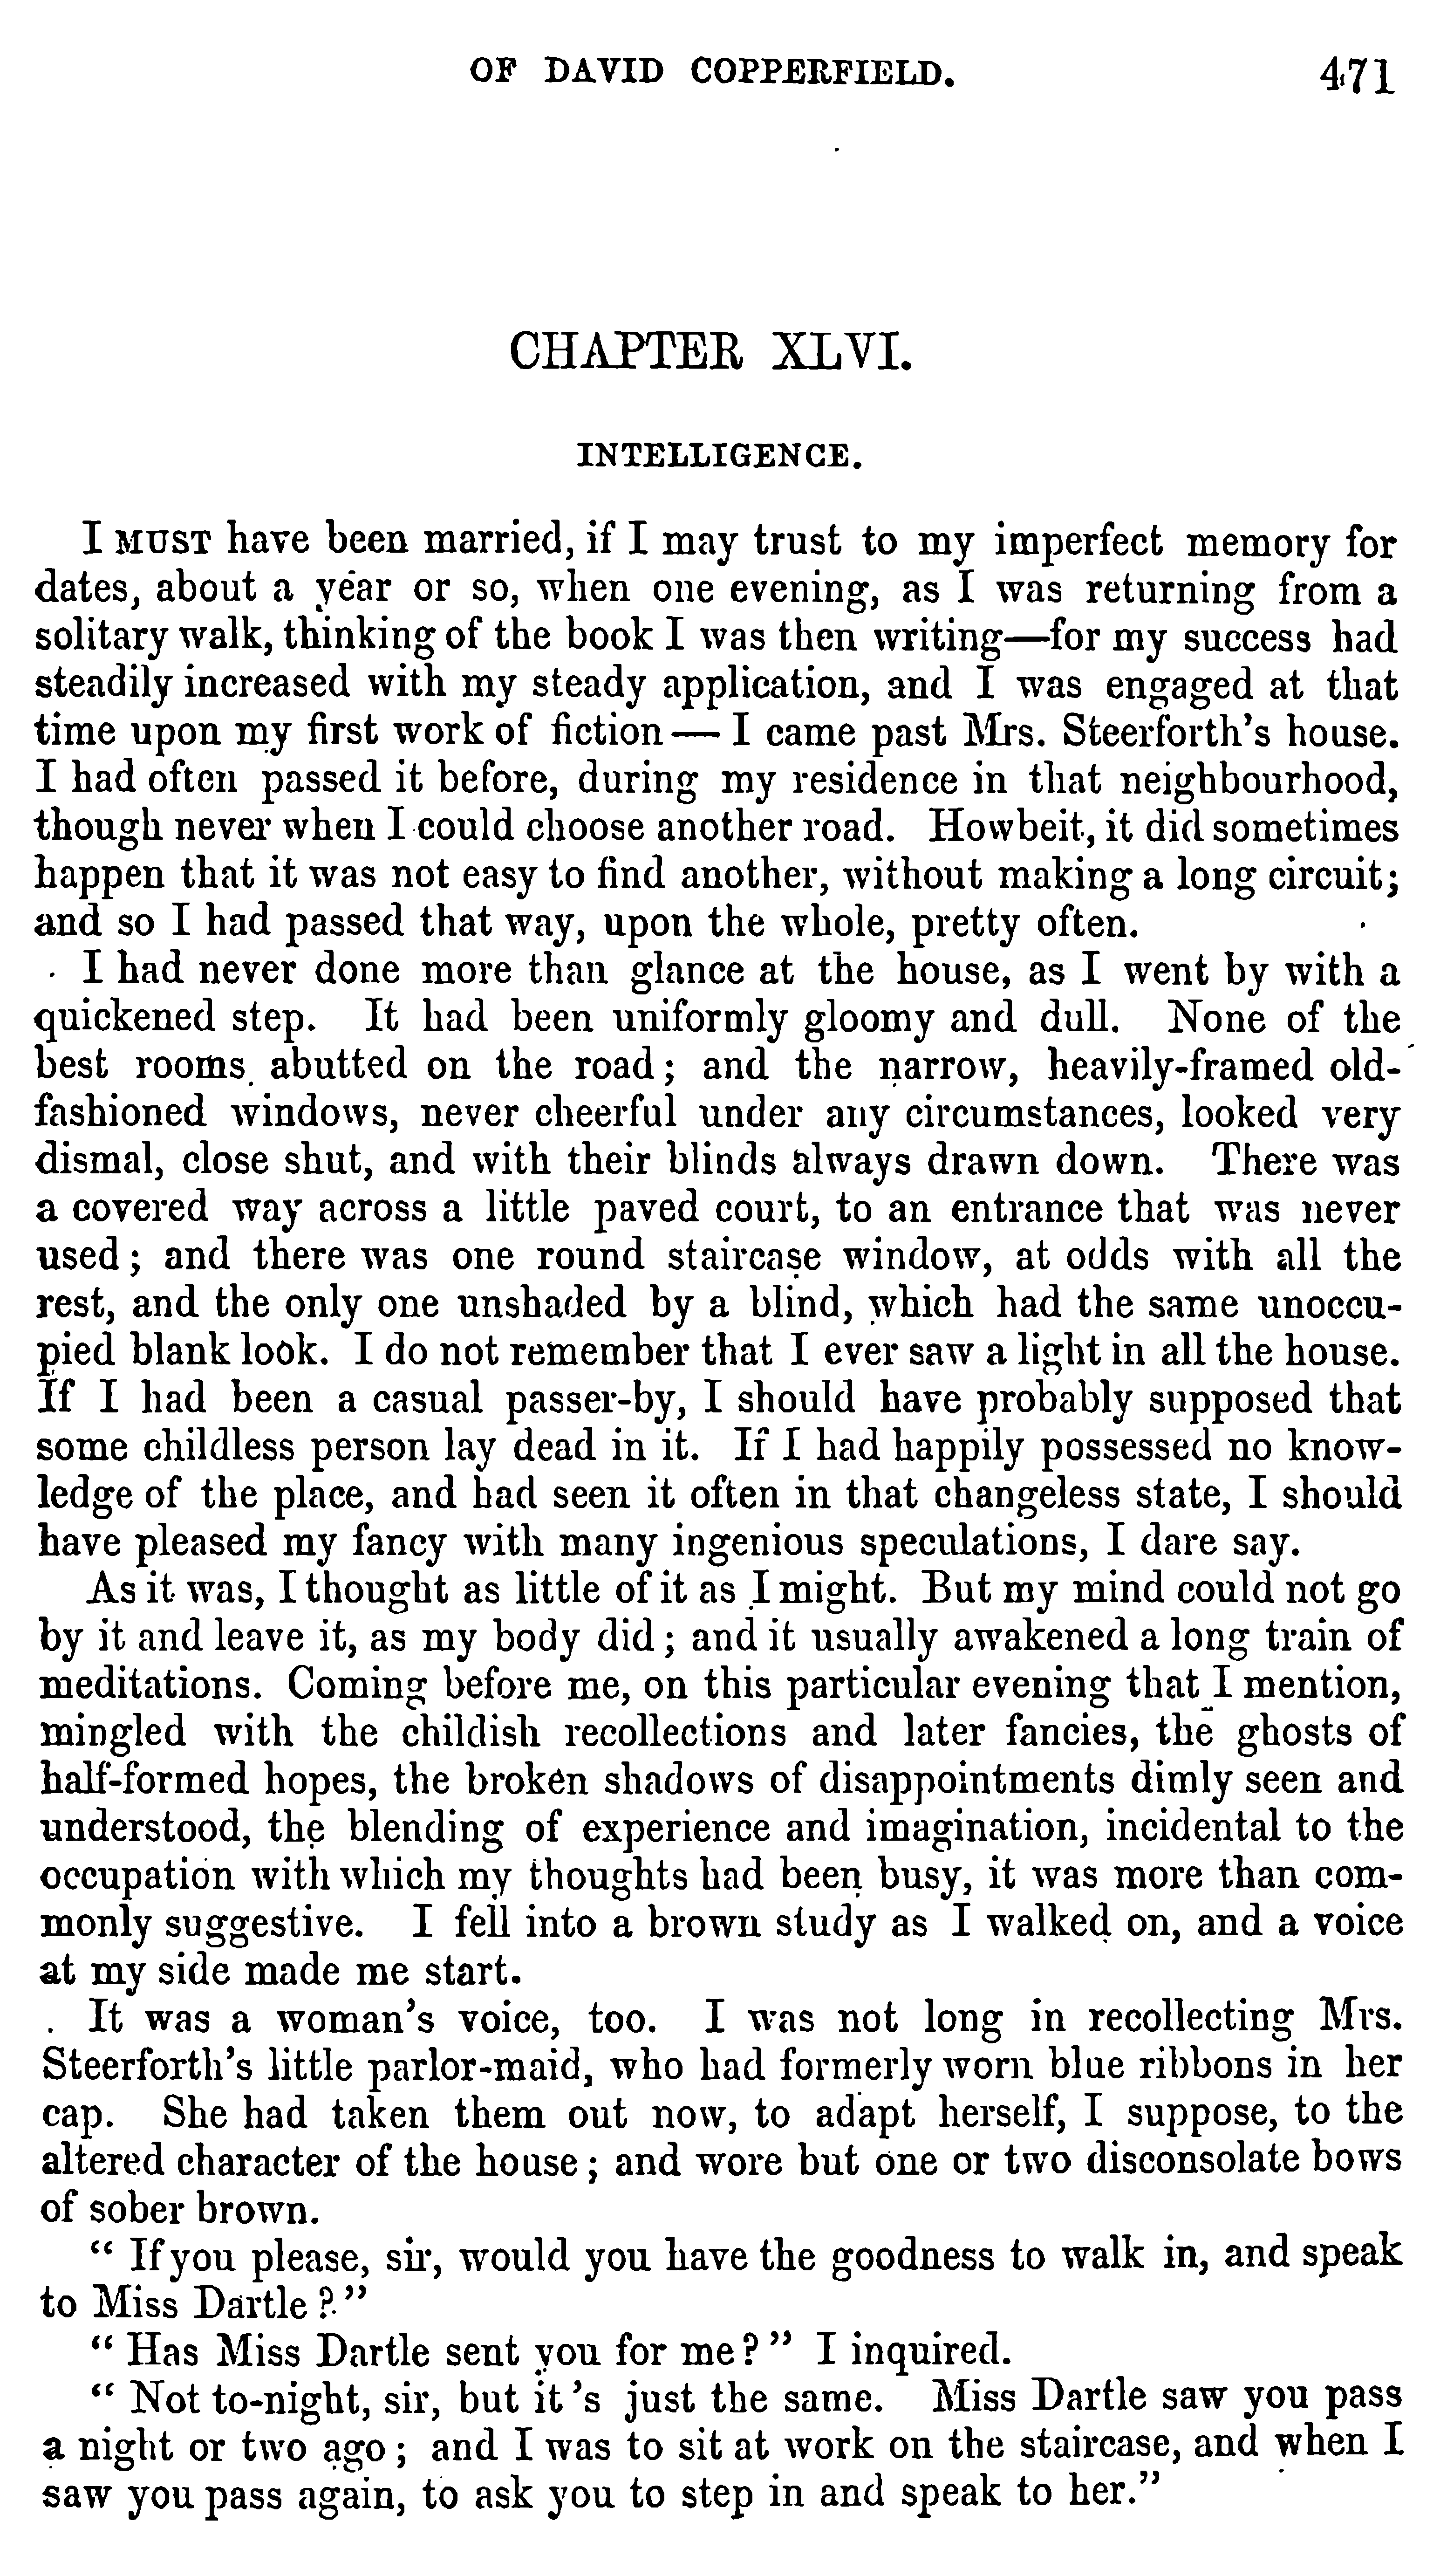 OF DAVID COPPERFIELD. 471
CHAPTER XLVI.
INTELLIGENCE.
I MUST have been married, if I may trust to my imperfect memory for
dates, about a year or so, when one evening, as I was returning from a
solitary walk, thinking of the book I was then writing—for my success had
steadily increased with my steady application, and I was engaged at that
time upon my first work of fiction— I came past Mrs. Steerforth's house.
I had often passed it before, during my residence in that neighbourhood,
though never when I could choose another road. Howbeit, it did sometimes
happen that it was not easy to find another, without making a long circuit;
and so I had passed that way, upon the whole, pretty often.
I had never done more than glance at the house, as I went by with a
quickened step. It had been uniformly gloomy and dull. None of the
best rooms abutted on the road; and the narrow, heavily-framed old-
fashioned windows, never cheerful under any circumstances, looked very
dismal, close shut, and with their blinds always drawn down. There was
a covered way across a little paved court, to an entrance that was never
used; and there was one round staircase window, at odds with all the
rest, and the only one unshaded by a blind, which had the same unoccu-
pied blank look. I do not remember that I ever saw a light in all the house.
If I had been a casual passer-by, I should have probably supposed that
some childless person lay dead in it. If I had happily possessed no know-
ledge of the place, and had seen it often in that changeless state, I should
have pleased my fancy with many ingenious speculations, I dare say.
As it was, I thought as little of it as I might. But my mind could not go
by it and leave it, as my body did; and it usually awakened a long train of
meditations. Coming before me, on this particular evening that I mention,
mingled with the childish recollections and later fancies, the ghosts of
half-formed hopes, the broken shadows of disappointments dimly seen and
understood, the blending of experience and imagination, incidental to the
occupation with which my thoughts had been busy, it was more than com-
monly suggestive. I fell into a brown study as I walked on, and a voice
at my side made me start.
It was a woman's voice, too. I was not long in recollecting Mrs.
Steerforth's little parlor-maid, who had formerly worn blue ribbons in her
cap. She had taken them out now, to adapt herself, I suppose, to the
altered character of the house; and wore but one or two disconsolate bows
of sober brown.
"If you please, sir, would you have the goodness to walk in, and speak
to Miss Dartle?"
"Has Miss Dartle sent you for me?" I inquired.
"Not to-night, sir, but it's just the same. Miss Dartle saw you pass
a night or two ago; and I was to sit at work on the staircase, and when I
saw you pass again, to ask you to step in and speak to her."